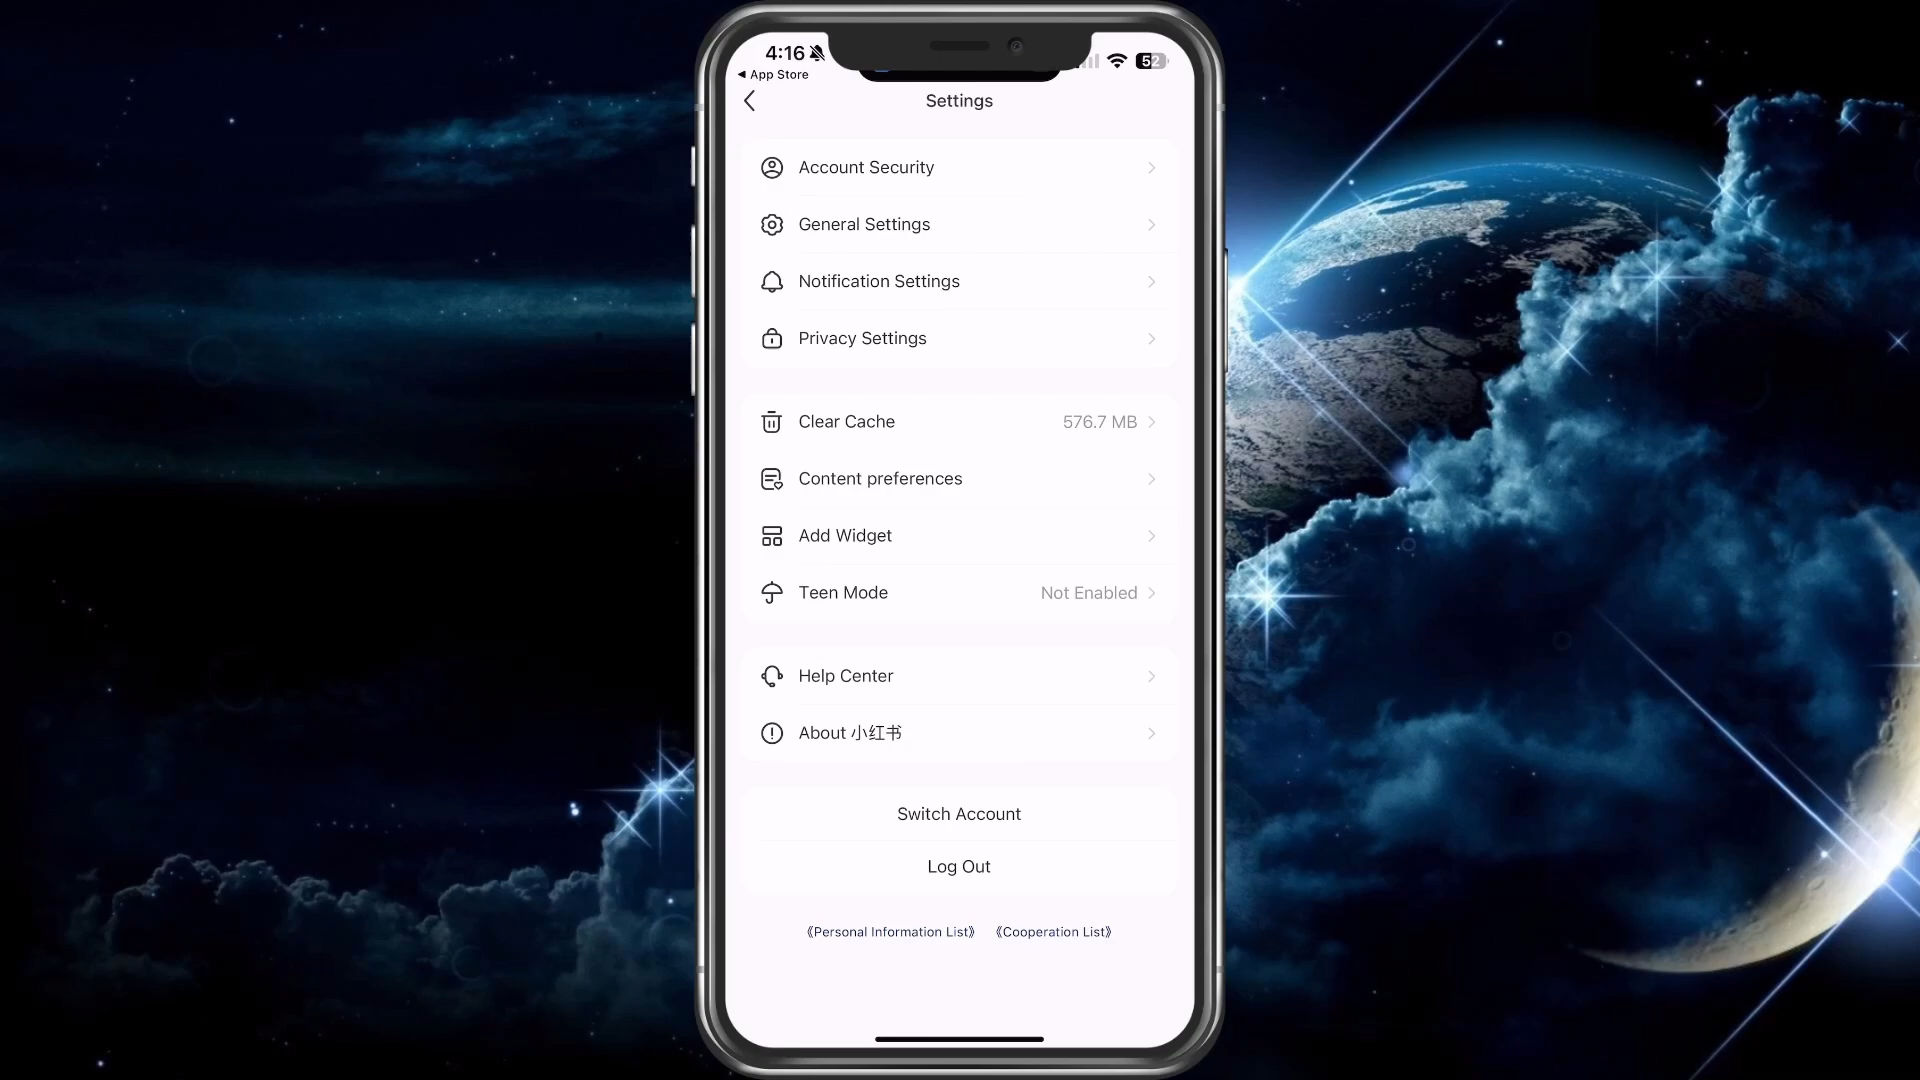 4:16
52
◀ App Store
Settings
Account Security
General Settings
Notification Settings
Privacy Settings
Clear Cache 576.7 MB
Content preferences
Add Widget
Teen Mode Not Enabled
Help Center
About 小红书
Switch Account
Log Out
《Personal Information List》 《Cooperation List》